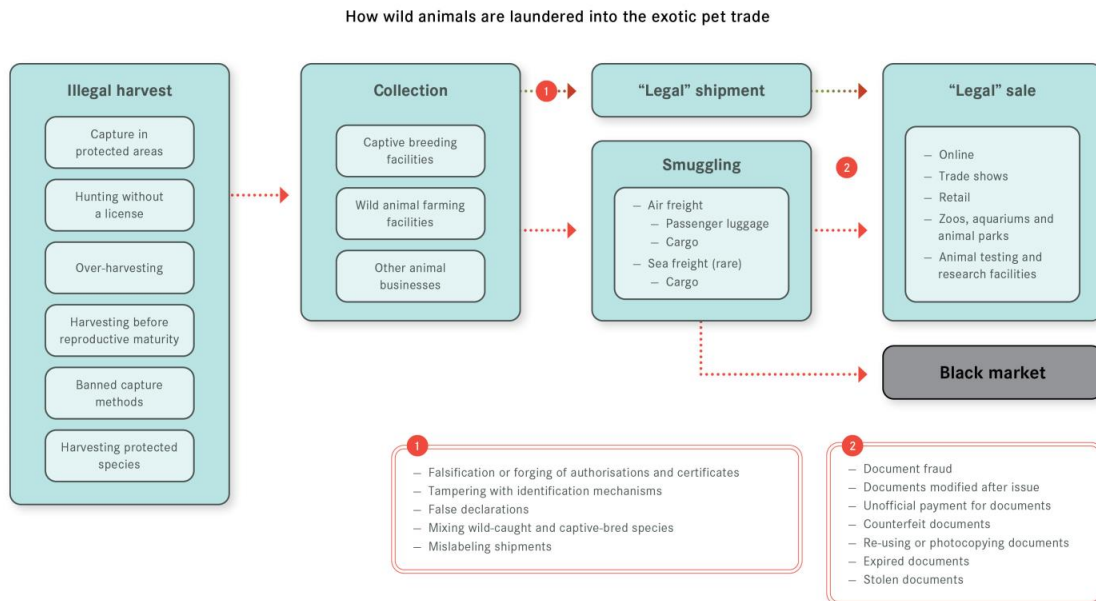 How wild animals are laundered into the exotic pet trade
Illegal harvest
Capture in
protected areas
Hunting without
a license
Over-harvesting
Harvesting before
reproductive maturity
Banned capture
methods
Harvesting protected
species
Collection
Captive breeding
facilities
Wild animal farming
facilities
Other animal
businesses
1
“Legal” shipment
Smuggling
— Air freight
— Passenger luggage
— Cargo
— Sea freight (rare)
— Cargo
2
“Legal” sale
— Online
— Trade shows
— Retail
— Zoos, aquariums and
animal parks
— Animal testing and
research facilities
Black market
1
— Falsification or forging of authorisations and certificates
— Tampering with identification mechanisms
— False declarations
— Mixing wild-caught and captive-bred species
— Mislabeling shipments
2
— Document fraud
— Documents modified after issue
— Unofficial payment for documents
— Counterfeit documents
— Re-using or photocopying documents
— Expired documents
— Stolen documents